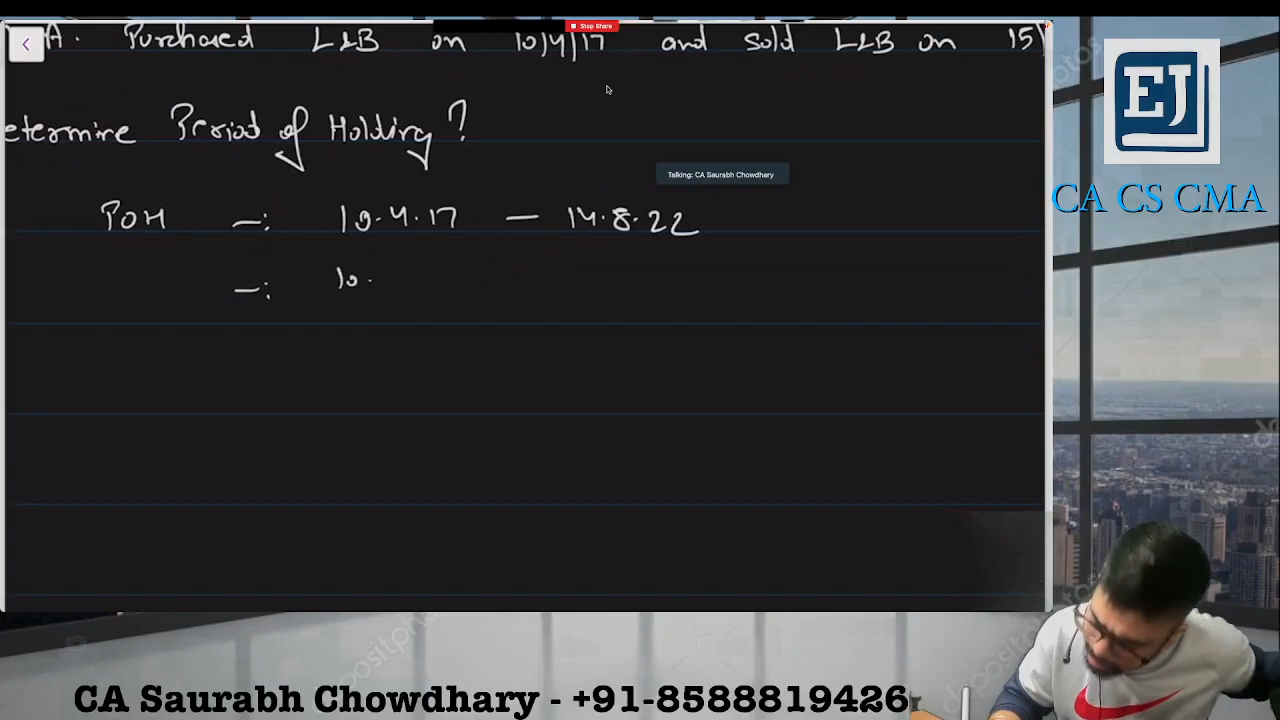 A. Purchased L&B on 10/4/17 and sold L&B on 15/
Stop Share
EJ
etermine Period of Holding?
Talking: CA Saurabh Chowdhary
CA CS CMA
POH -: 10.4.17 - 14.8.22
-: 10.
CA Saurabh Chowdhary - +91-8588819426